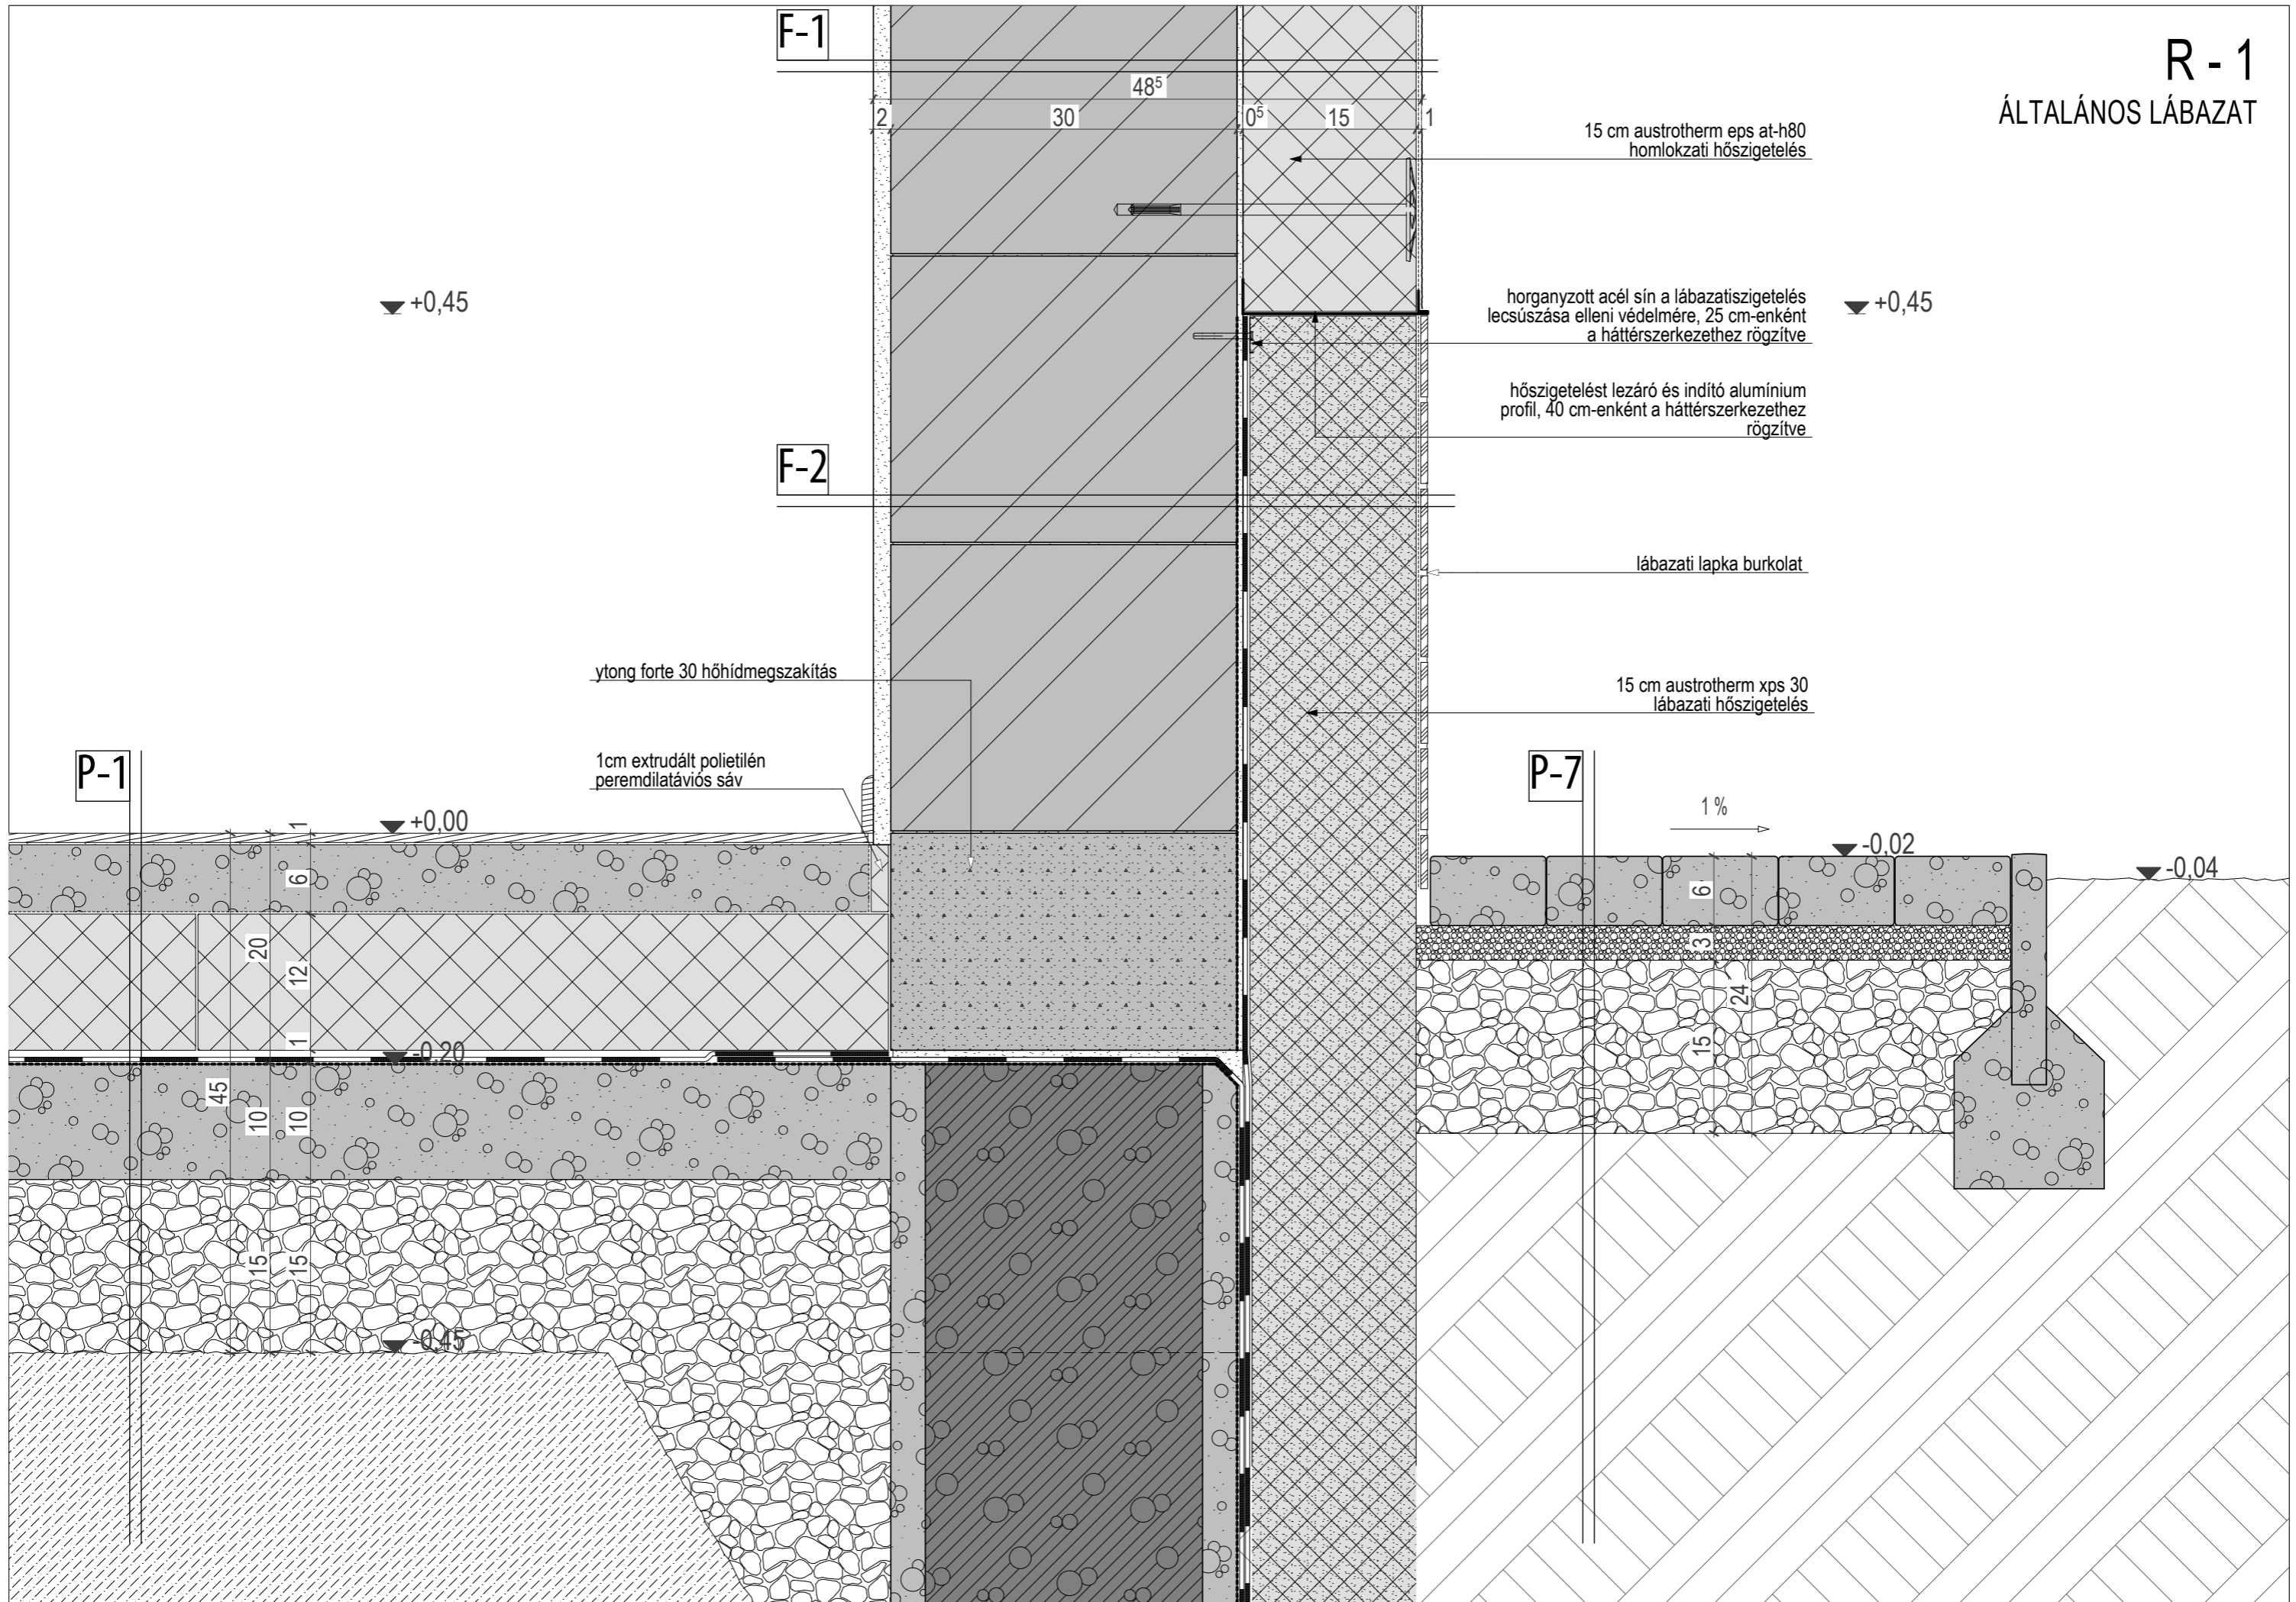 R - 1
ÁLTALÁNOS LÁBAZAT
F-1
48⁵
2
30
0⁵
15
1
15 cm austrotherm eps at-h80
homlokzati hőszigetelés
+0,45
horganyzott acél sín a lábazatiszigetelés
lecsúszása elleni védelmére, 25 cm-enként
a háttérszerkezethez rögzítve
+0,45
hőszigetelést lezáró és indító alumínium
profil, 40 cm-enként a háttérszerkezethez
rögzítve
F-2
lábazati lapka burkolat
ytong forte 30 hőhídmegszakítás
15 cm austrotherm xps 30
lábazati hőszigetelés
P-1
1cm extrudált polietilén
peremdilatáviós sáv
P-7
1 %
+0,00
1
-0,02
-0,04
6
6
20
12
3
24
1
-0,20
15
45
10
10
15
15
-0,45